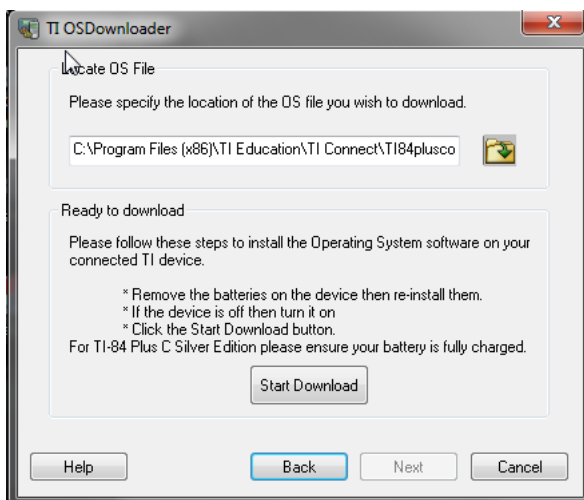 TI OSDownloader
Locate OS File
Please specify the location of the OS file you wish to download.
C:\Program Files (x86)\TI Education\TI Connect\TI84plusco
Ready to download
Please follow these steps to install the Operating System software on your
connected TI device.
* Remove the batteries on the device then re-install them.
* If the device is off then turn it on
* Click the Start Download button.
For TI-84 Plus C Silver Edition please ensure your battery is fully charged.
Start Download
Help Back Next Cancel